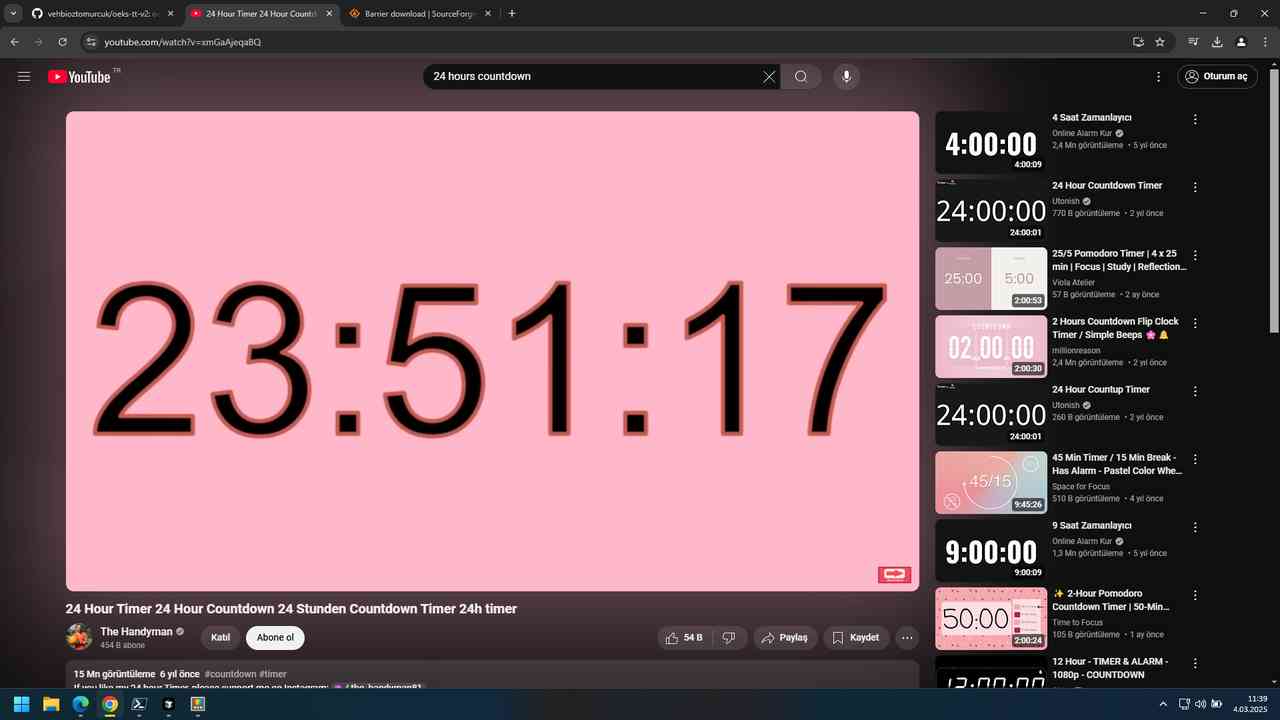 vehbioztomurcuk/oeks-tt-v2: o
24 Hour Timer 24 Hour Countd
Barrier download | SourceForg
youtube.com/watch?v=xmGaAjeqaBQ
YouTube TR
24 hours countdown
Oturum aç
23:51:17
24 Hour Timer 24 Hour Countdown 24 Stunden Countdown Timer 24h timer
The Handyman
454 B abone
Katıl
Abone ol
54 B
Paylaş
Kaydet
15 Mn görüntüleme 6 yıl önce #countdown #timer
If you like my 24 hour Timer, please support me on Instagram: / the_handyman81
4:00:00
4:00:09
4 Saat Zamanlayıcı
Online Alarm Kur
2,4 Mn görüntüleme • 5 yıl önce
24:00:00
24:00:01
24 Hour Countdown Timer
Utonish
770 B görüntüleme • 2 yıl önce
25:00
5:00
2:00:53
25/5 Pomodoro Timer | 4 x 25
min | Focus | Study | Reflection...
Viola Atelier
57 B görüntüleme • 2 ay önce
COUNTDOWN
02:00:00
2:00:30
2 Hours Countdown Flip Clock
Timer / Simple Beeps 🌸 🔔
millionreason
2,4 Mn görüntüleme • 2 yıl önce
24:00:00
24:00:01
24 Hour Countup Timer
Utonish
260 B görüntüleme • 2 yıl önce
45/15
9:45:26
45 Min Timer / 15 Min Break -
Has Alarm - Pastel Color Whe...
Space for Focus
510 B görüntüleme • 4 yıl önce
9:00:00
9:00:09
9 Saat Zamanlayıcı
Online Alarm Kur
1,3 Mn görüntüleme • 5 yıl önce
50:00
2:00:24
✨ 2-Hour Pomodoro
Countdown Timer | 50-Min...
Time to Focus
105 B görüntüleme • 1 ay önce
12:00:00
12 Hour - TIMER & ALARM -
1080p - COUNTDOWN
11:39
4.03.2025